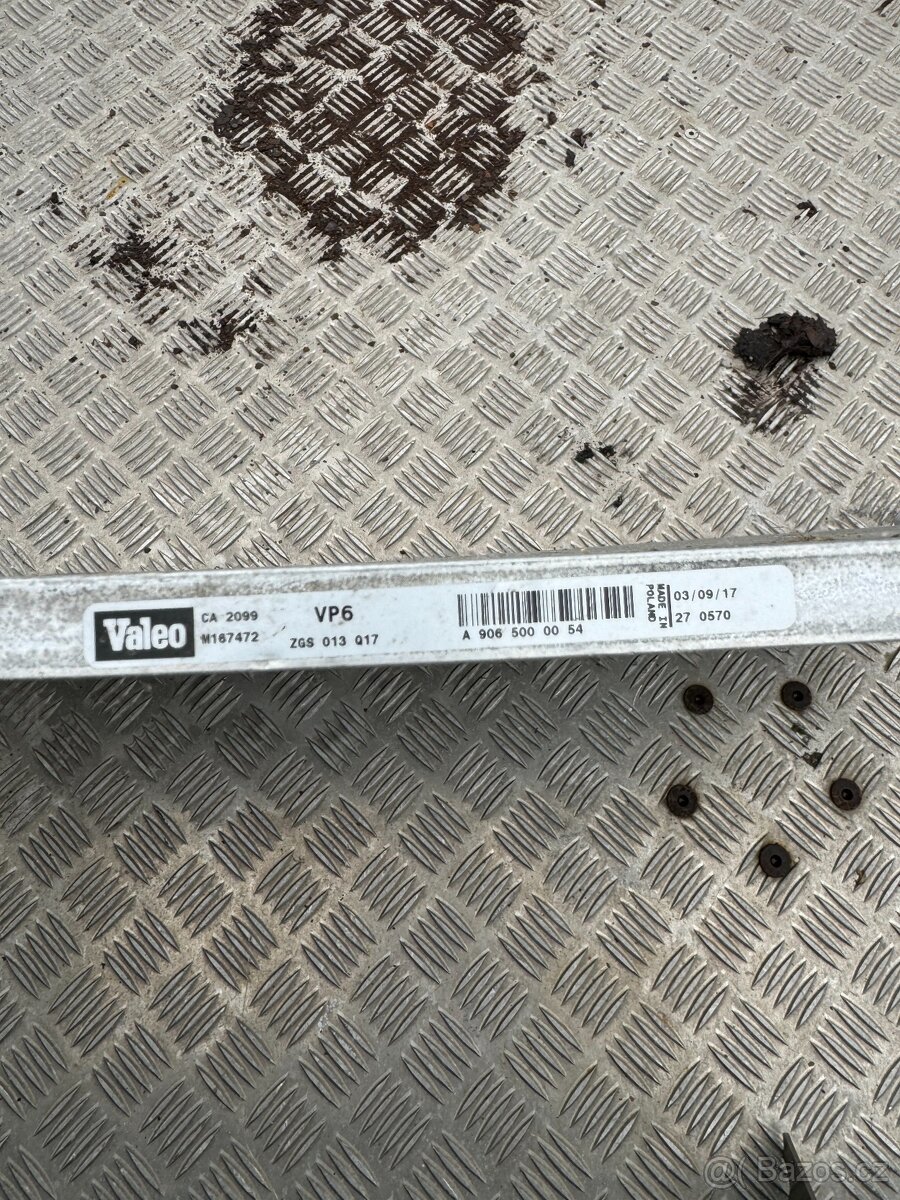 Valeo
CA 2099
M167472
VP6
ZGS 013 Q17
A 906 500 00 54
MADE IN
POLAND
03/09/17
27 0570
@ Bazos.cz